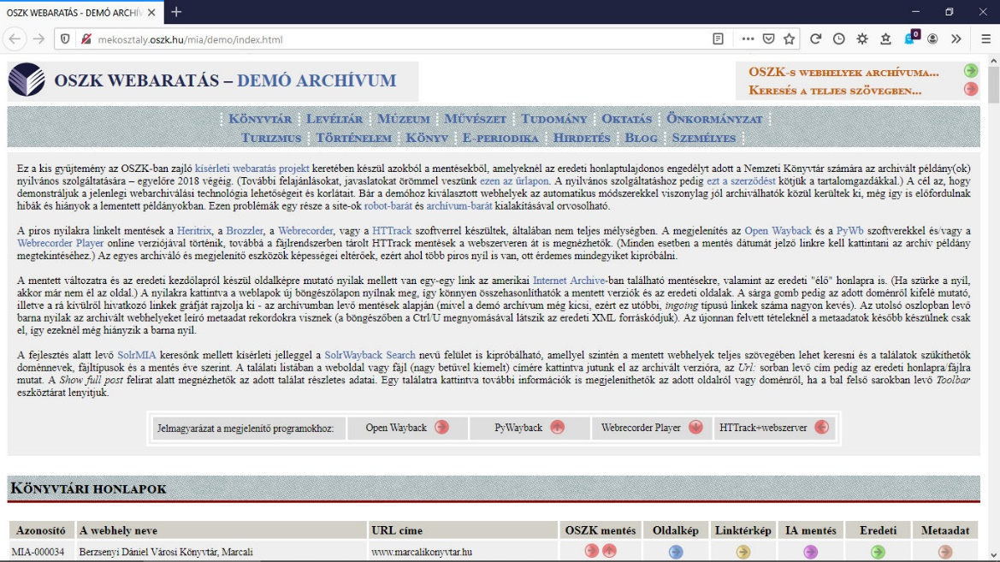 OSZK WEBARATÁS - DEMÓ ARCHÍV
mekosztaly.oszk.hu/mia/demo/index.html
0
OSZK WEBARATÁS – DEMÓ ARCHÍVUM
OSZK-S WEBHELYEK ARCHÍVUMA...
KERESÉS A TELJES SZÖVEGBEN...
KÖNYVTÁR LEVÉLTÁR MÚZEUM MŰVÉSZET TUDOMÁNY OKTATÁS ÖNKORMÁNYZAT
TURIZMUS TÖRTÉNELEM KÖNYV E-PERIODIKA HIRDETÉS BLOG SZEMÉLYES
Ez a kis gyűjtemény az OSZK-ban zajló kísérleti webaratás projekt keretében készül azokból a mentésekből, amelyeknél az eredeti honlaptulajdonos engedélyt adott a Nemzeti Könyvtár számára az archivált példány(ok)
nyilvános szolgáltatására – egyelőre 2018 végéig. (További felajánlásokat, javaslatokat örömmel veszünk ezen az űrlapon. A nyilvános szolgáltatáshoz pedig ezt a szerződést kötjük a tartalomgazdákkal.) A cél az, hogy
demonstráljuk a jelenlegi webarchiválási technológia lehetőségeit és korlátait. Bár a demóhoz kiválasztott webhelyek az automatikus módszerekkel viszonylag jól archiválhatók közül kerültek ki, még így is előfordulnak
hibák és hiányok a lementett példányokban. Ezen problémák egy része a site-ok robot-barát és archívum-barát kialakításával orvosolható.
A piros nyilakra linkelt mentések a Heritrix, a Brozzler, a Webrecorder, vagy a HTTrack szoftverrel készültek, általában nem teljes mélységben. A megjelenítés az Open Wayback és a PyWb szoftverekkel és/vagy a
Webrecorder Player online verziójával történik, továbbá a fájlrendszerben tárolt HTTrack mentések a webszerveren át is megnézhetők. (Minden esetben a mentés dátumát jelző linkre kell kattintani az archív példány
megtekintéséhez.) Az egyes archiváló és megjelenítő eszközök képességei eltérőek, ezért ahol több piros nyíl is van, ott érdemes mindegyiket kipróbálni.
A mentett változatra és az eredeti kezdőlapról készül oldalképre mutató nyilak mellett van egy-egy link az amerikai Internet Archive-ban található mentésekre, valamint az eredeti "élő" honlapra is. (Ha szürke a nyíl,
akkor már nem él az oldal.) A nyilakra kattintva a weblapok új böngészőlapon nyílnak meg, így könnyen összehasonlíthatók a mentett verziók és az eredeti oldalak. A sárga gomb pedig az adott doménről kifelé mutató,
illetve a rá kívülről hivatkozó linkek gráfját rajzolja ki - az archívumban levő mentések alapján (mivel a demó archívum még kicsi, ezért ez utóbbi, ingoing típusú linkek száma nagyon kevés). Az utolsó oszlopban levő
barna nyilak az archivált webhelyeket leíró metaadat rekordokra visznek (a böngészőben a Ctrl/U megnyomásával látszik az eredeti XML forráskódjuk). Az újonnan felvett tételeknél a metaadatok később készülnek csak
el, így ezeknél még hiányzik a barna nyíl.
A fejlesztés alatt levő SolrMIA keresőnk mellett kísérleti jelleggel a SolrWayback Search nevű felület is kipróbálható, amellyel szintén a mentett webhelyek teljes szövegében lehet keresni és a találatok szűkíthetők
doménnevek, fájltípusok és a mentés éve szerint. A találati listában a weboldal vagy fájl (nagy betűvel kiemelt) címére kattintva jutunk el az archivált verzióra, az Url: sorban levő cím pedig az eredeti honlapra/fájlra
mutat. A Show full post felirat alatt megnézhetők az adott találat részletes adatai. Egy találatra kattintva további információk is megjeleníthetők az adott oldalról vagy doménről, ha a bal felső sarokban levő Toolbar
eszköztárat lenyitjuk.
Jelmagyarázat a megjelenítő programokhoz: Open Wayback PyWayback Webrecorder Player HTTrack+webszerver
KÖNYVTÁRI HONLAPOK
Azonosító A webhely neve URL címe OSZK mentés Oldalkép Linktérkép IA mentés Eredeti Metaadat
MIA-000034 Berzsenyi Dániel Városi Könyvtár, Marcali www.marcalikonyvtar.hu